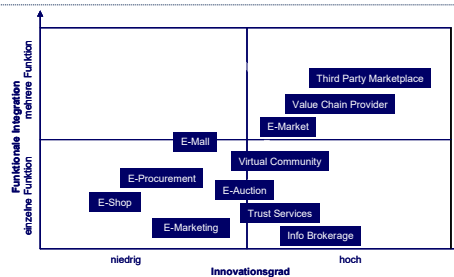 Funktionale Integration
mehrere Funktion
einzelne Funktion
Third Party Marketplace
Value Chain Provider
E-Market
E-Mall
Virtual Community
E-Procurement
E-Auction
E-Shop
Trust Services
E-Marketing
Info Brokerage
niedrig
hoch
Innovationsgrad